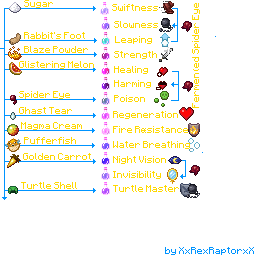 Sugar Swiftness
Slowness
Rabbit's Foot Leaping
Blaze Powder Strength
Glistering Melon Healing
Harming
Spider Eye Poison
Ghast Tear Regeneration
Magma Cream Fire Resistance
Pufferfish Water Breathing
Golden Carrot Night Vision
Invisibility
Turtle Shell Turtle Master
Fermented Spider Eye
by XxRexRaptorxX